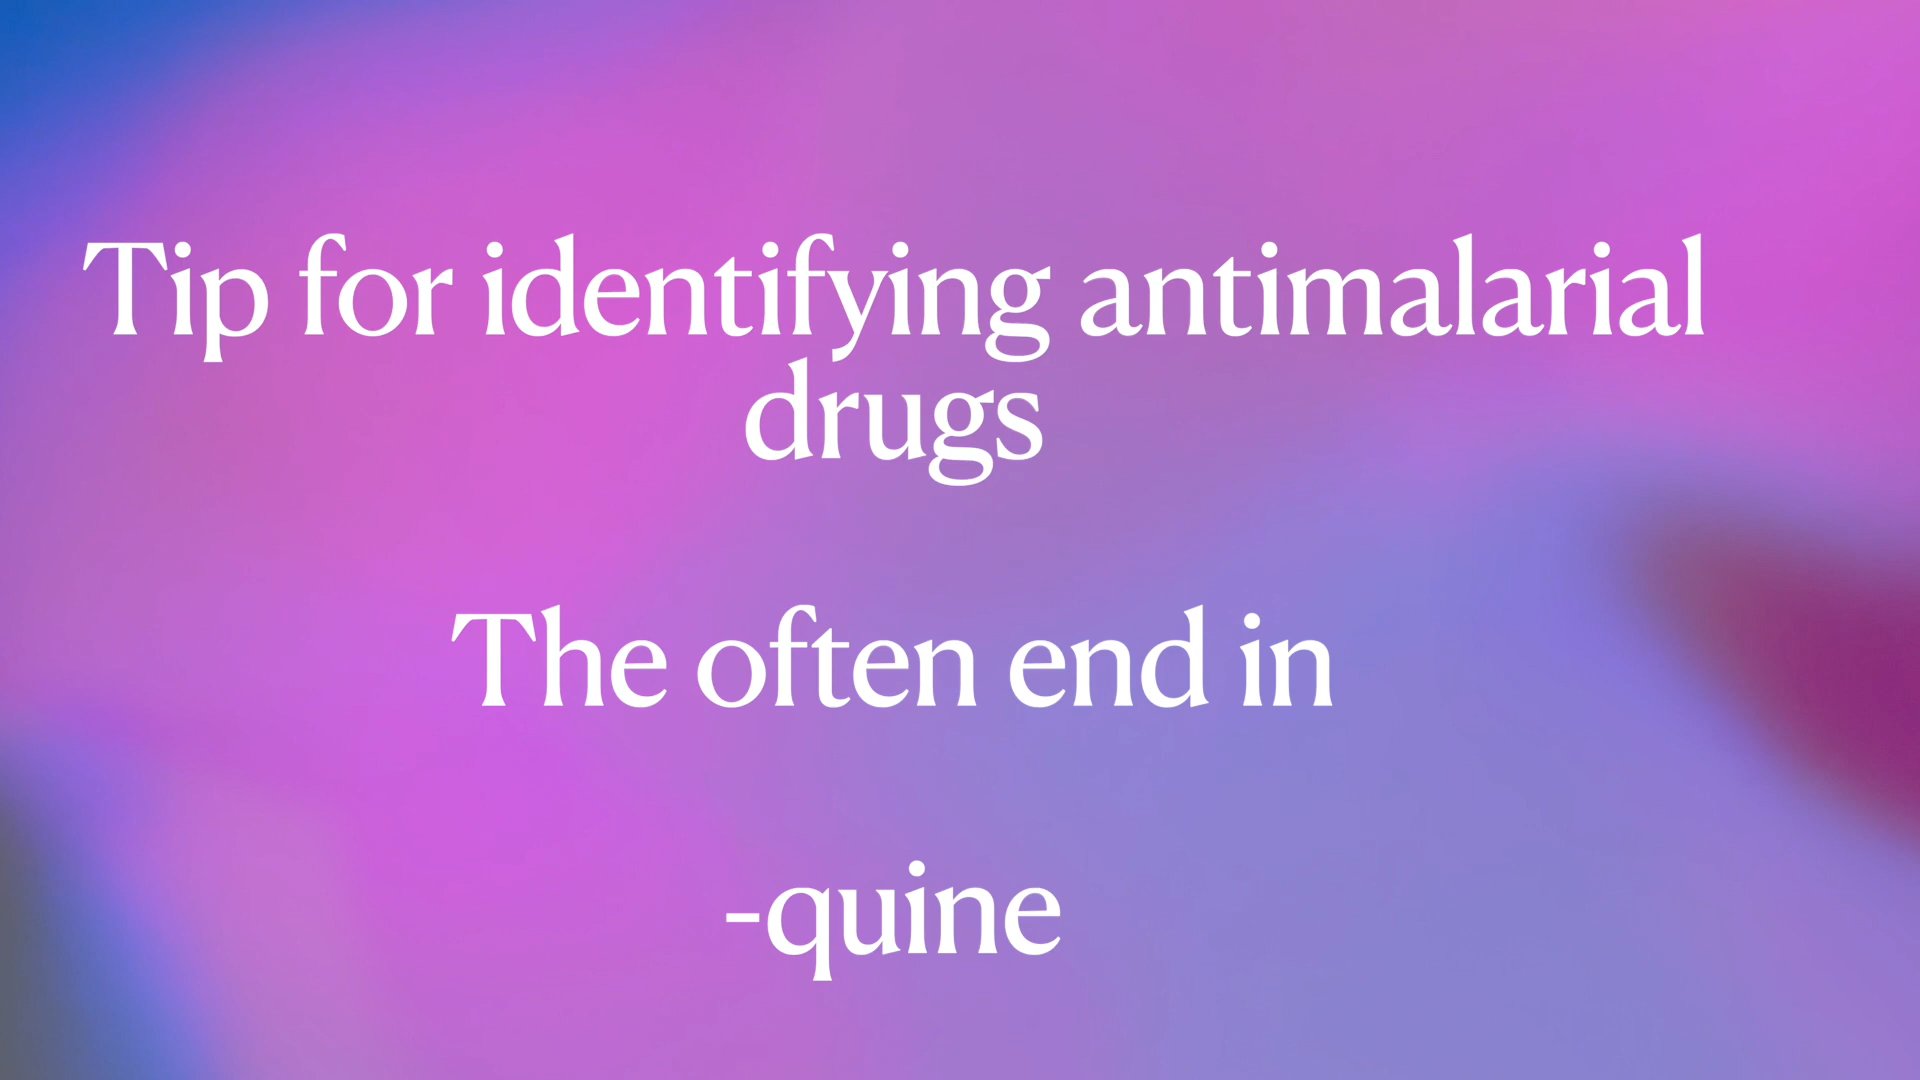 Tip for identifying antimalarial
drugs
The often end in
-quine